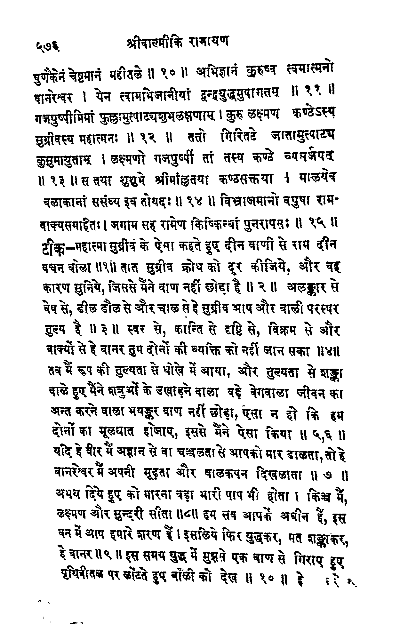 ५७६ श्रीवाल्मीकि रामायण
षुणैकेन चेष्टमानं महीतले ॥ १० ॥ अभिज्ञानं कुरुष्व त्वमात्मनो
वानरेश्वर । येन त्वामभिजानीयां द्वन्द्वयुद्धमुपागतम् ॥ ११ ॥
गजपुष्पीमिमां फुल्लामुत्पाट्यशुभलक्षणाम् । कुरु लक्ष्मण कण्ठेऽस्य
सुग्रीवस्य महात्मनः ॥ १२ ॥ ततो गिरितटे जातामुत्पाट्य
कुसुमायुताम् । लक्ष्मणो गजपुष्पीं तां तस्य कण्ठे व्यसर्जयत्
॥ १३ ॥ स तया शुशुभे श्रीमाँल्लतया कण्ठसक्तया । मालयेव
बलाकानां ससंध्य इव तोयदः ॥ १४ ॥ विभ्राजमानो वपुषा राम-
वाक्यसमाहितः । जगाम सह रामेण किष्किन्धां पुनरापसः ॥ १५ ॥
टीका—महात्मा सुग्रीव के ऐसा कहते हुए दीन वाणी से राम दीन
वचन बोला ॥१॥ तात सुग्रीव क्रोध को दूर कीजिये, और वह
कारण सुनिये, जिससे मैंने वाण नहीं छोड़ा है ॥ २ ॥ अलङ्कार से
वेष से, डील डौल से और चाल से हे सुग्रीव आप और वाली परस्पर
तुल्य है ॥ ३ ॥ स्वर से, कान्ति से दृष्टि से, विक्रम से और
वाक्यों से हे वानर तुम दोनों की व्यक्ति को नहीं जान सका ॥४॥
तब मैं रूप की तुल्यता से धोखे में आया, और तुल्यता से शङ्का
वाले हुए मैंने शत्रुओं के उखाड़ने वाला बड़े वेगवाला जीवन का
अन्त करने वाला भयङ्कर वाण नहीं छोड़ा, ऐसा न हो कि हम
दोनों का मूलघात होजाए, इससे मैंने ऐसा किया ॥ ५,६ ॥
यदि हे वीर मैं अज्ञान से वा चञ्चलता से आपको मार डालता, तो हे
वानरेश्वर मैं अपनी मूढ़ता और बालकपन दिखलाता ॥ ७ ॥
अभय दिये हुए को मारना बड़ा भारी पाप भी होता । किञ्च मैं,
लक्ष्मण और सुन्दरी सीता ॥८॥ हम सब आपके अधीन हैं, इस
वन में आप हमारे शरण हैं । इसलिये फिर युद्धकर, मत शङ्काकर,
हे वानर ॥९॥ इस समय युद्ध में मुझसे एक बाण से गिराए हुए
पृथिवीतल पर लोटते हुए वाली को देख ॥ १० ॥ हे